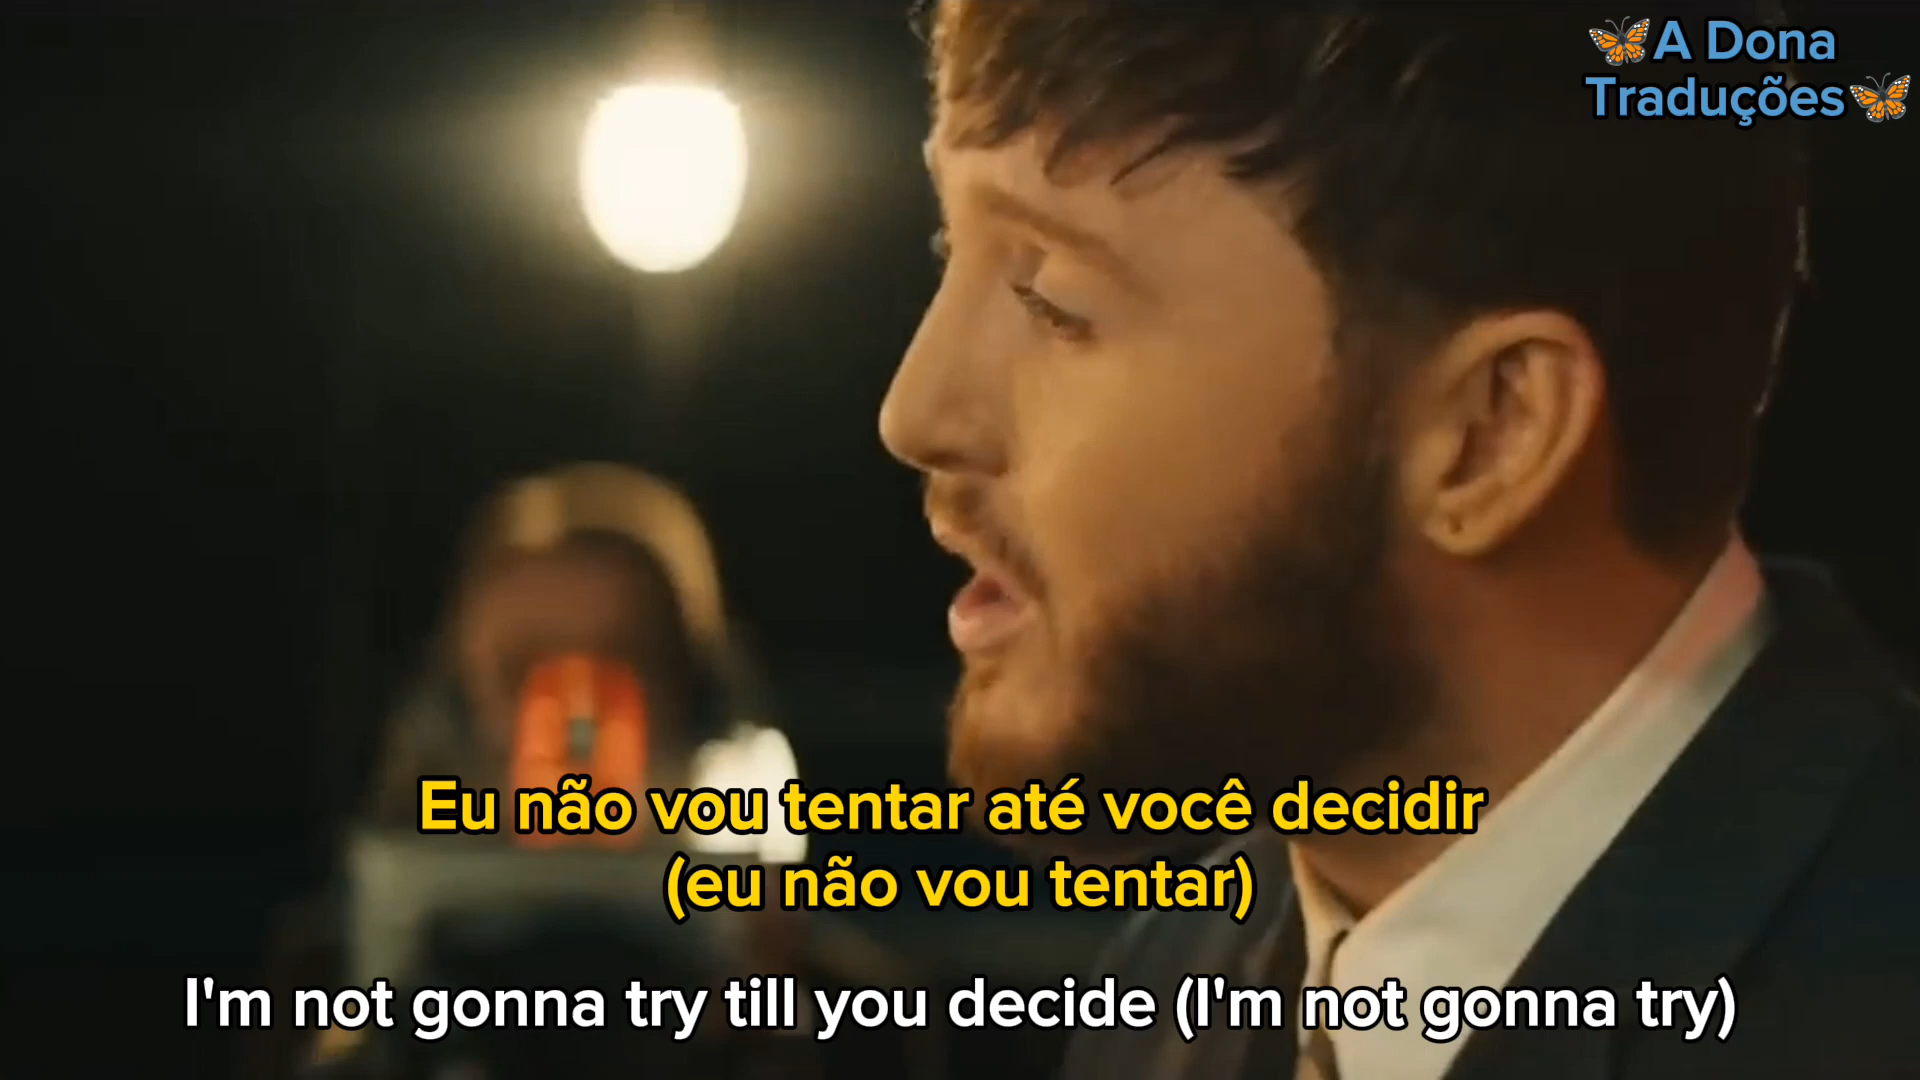 🦋A Dona
Traduções🦋
Eu não vou tentar até você decidir
(eu não vou tentar)
I'm not gonna try till you decide (I'm not gonna try)